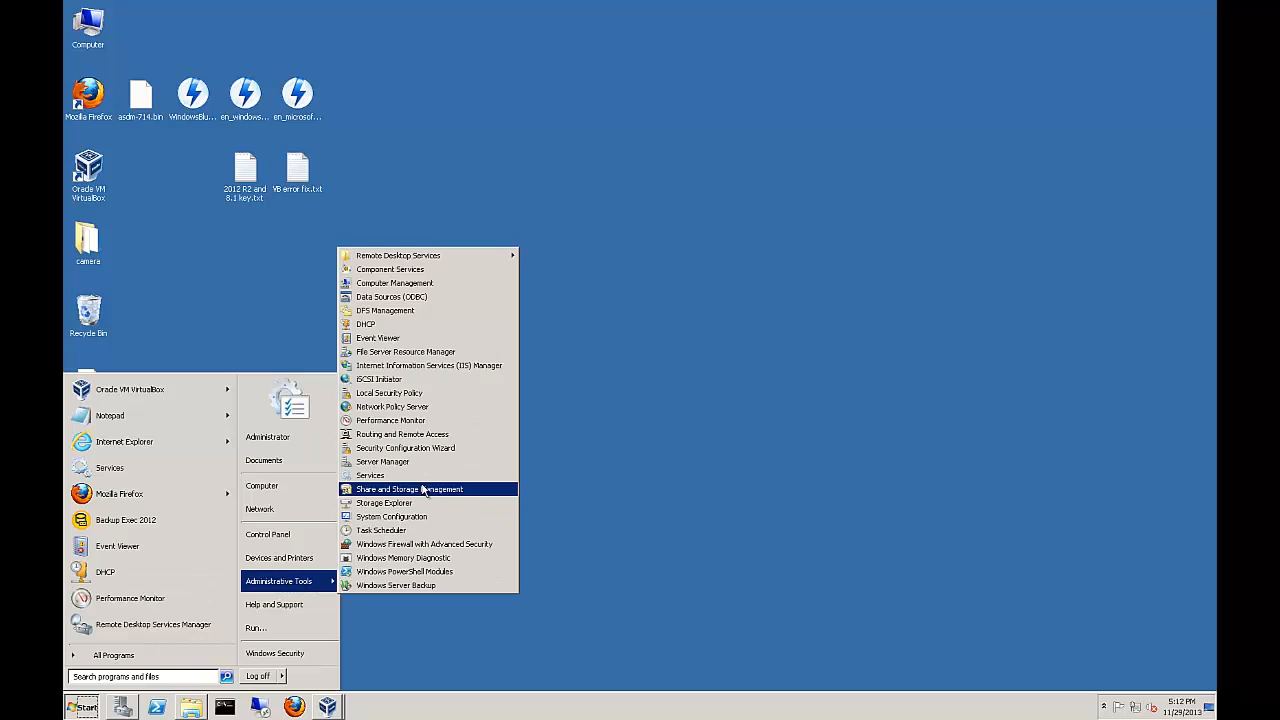 Computer
Mozilla Firefox
asdm-714.bin
WindowsBlu...
en_windows...
en_microsof...
Oracle VM
VirtualBox
2012 R2 and
8.1 key.txt
VB error fix.txt
camera
Recycle Bin
Remote Desktop Services
Component Services
Computer Management
Data Sources (ODBC)
DFS Management
DHCP
Event Viewer
File Server Resource Manager
Internet Information Services (IIS) Manager
iSCSI Initiator
Local Security Policy
Network Policy Server
Performance Monitor
Routing and Remote Access
Security Configuration Wizard
Server Manager
Services
Share and Storage Management
Storage Explorer
System Configuration
Task Scheduler
Windows Firewall with Advanced Security
Windows Memory Diagnostic
Windows PowerShell Modules
Windows Server Backup
Oracle VM VirtualBox
Notepad
Internet Explorer
Services
Mozilla Firefox
Backup Exec 2012
Event Viewer
DHCP
Performance Monitor
Remote Desktop Services Manager
All Programs
Search programs and files
Administrator
Documents
Computer
Network
Control Panel
Devices and Printers
Administrative Tools
Help and Support
Run...
Windows Security
Log off
Start
5:12 PM
11/29/2013